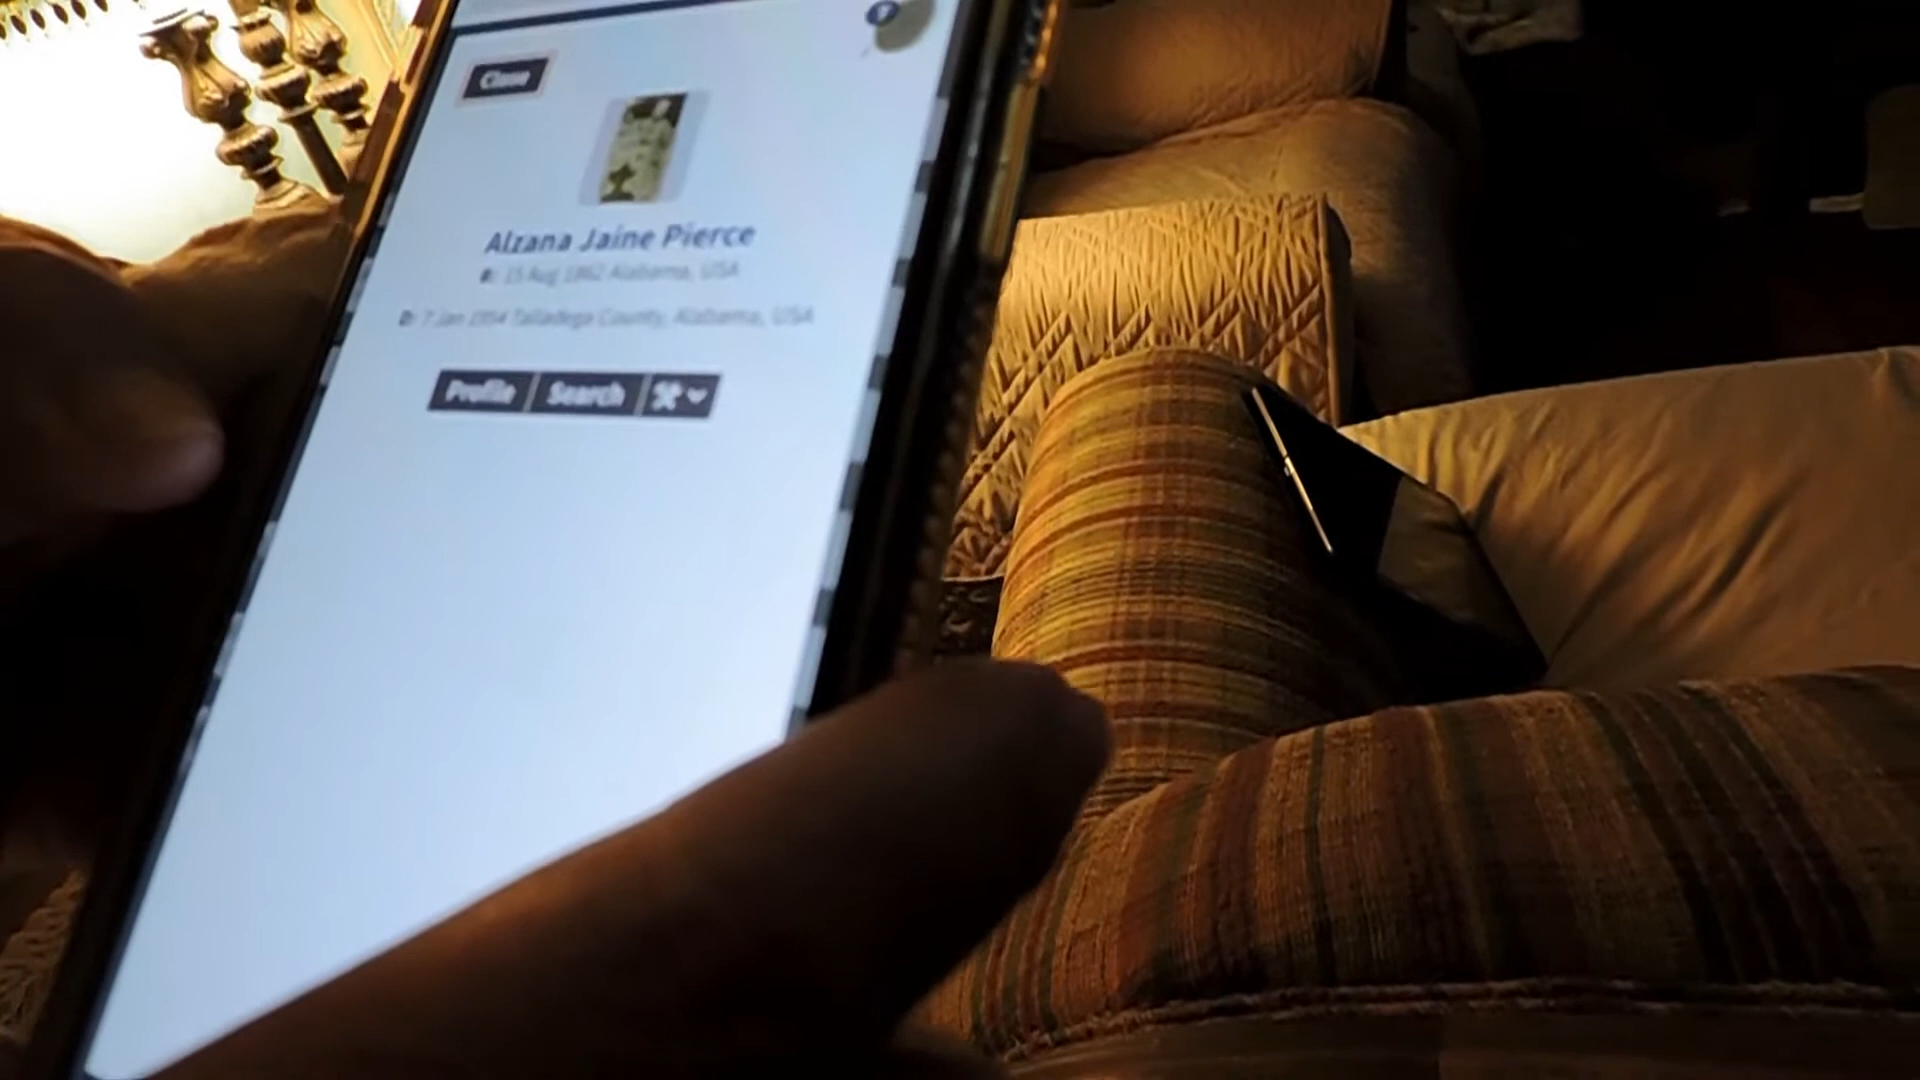 Close
Alzana Jaine Pierce
B: 15 Aug 1862 Alabama, USA
D: 7 Jan 1954 Talladega County, Alabama, USA
Profile Search